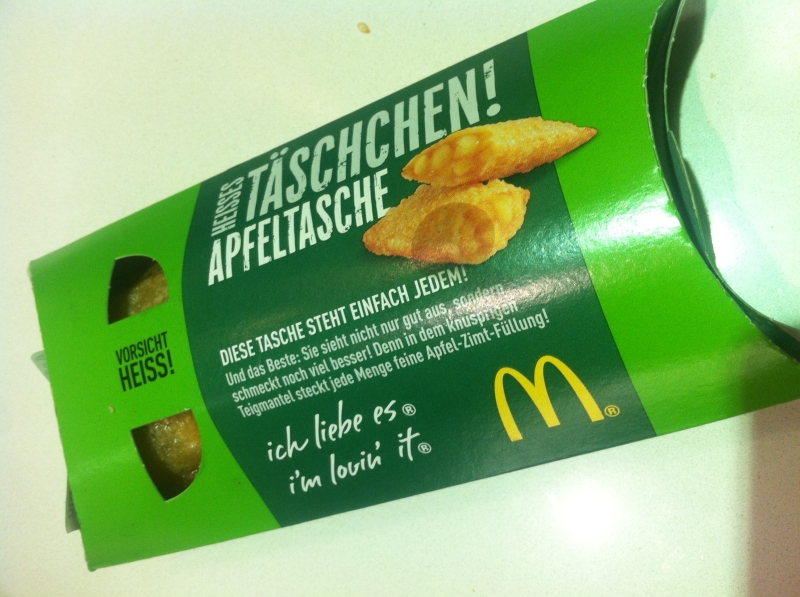 HEISSES
TÄSCHCHEN!
APFELTASCHE
DIESE TASCHE STEHT EINFACH JEDEM!
Und das Beste: Sie sieht nicht nur gut aus, sondern
schmeckt noch viel besser! Denn in dem knusprigen
Teigmantel steckt jede Menge feine Apfel-Zimt-Füllung!
ich liebe es®
i'm lovin' it®
M®
VORSICHT
HEISS!